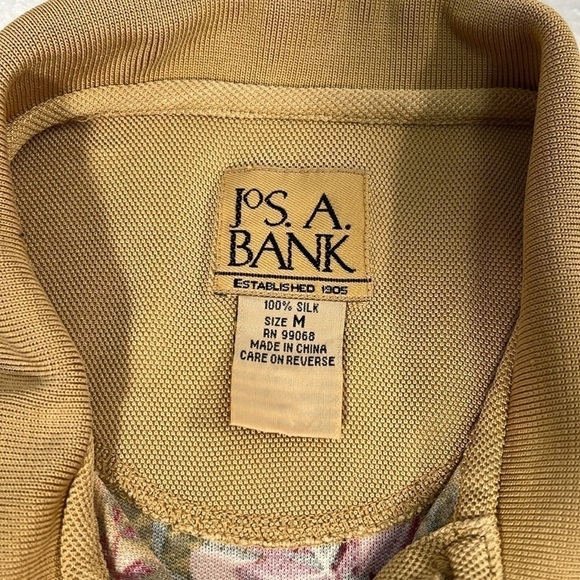 JOS. A.
BANK
ESTABLISHED 1905
100% SILK
SIZE M
RN 99068
MADE IN CHINA
CARE ON REVERSE